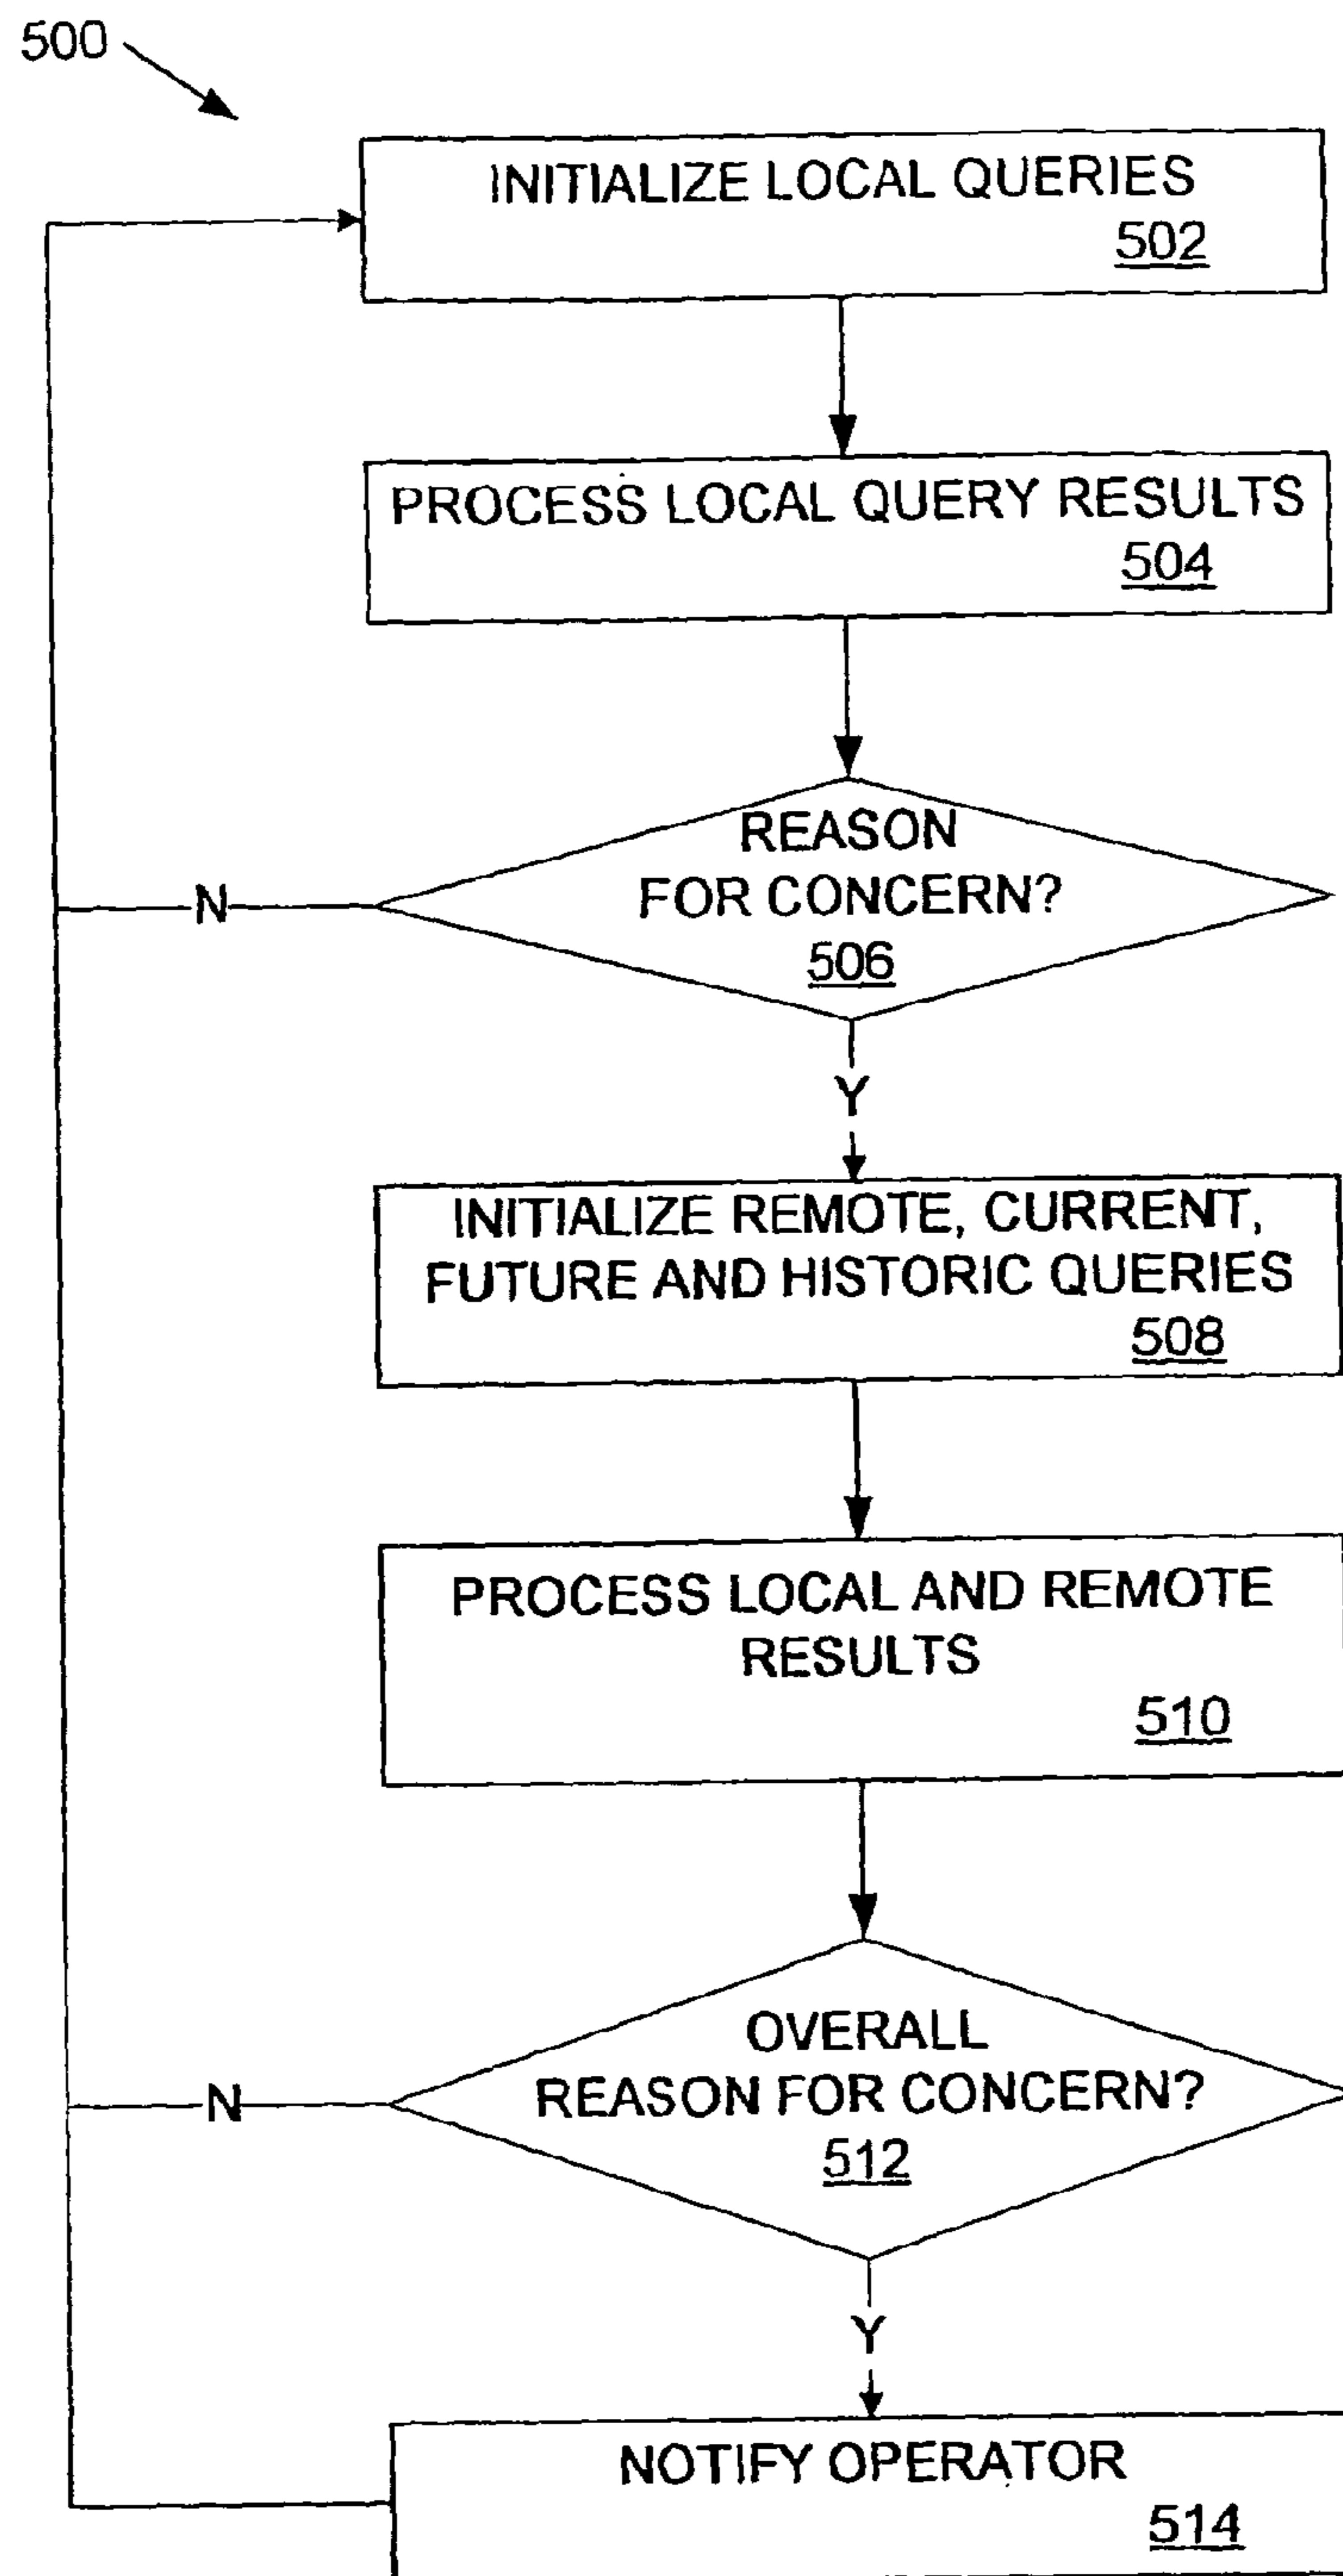 500
INITIALIZE LOCAL QUERIES
502
PROCESS LOCAL QUERY RESULTS
504
REASON
FOR CONCERN?
506
N
Y
INITIALIZE REMOTE, CURRENT,
FUTURE AND HISTORIC QUERIES
508
PROCESS LOCAL AND REMOTE
RESULTS
510
OVERALL
REASON FOR CONCERN?
512
N
Y
NOTIFY OPERATOR
514